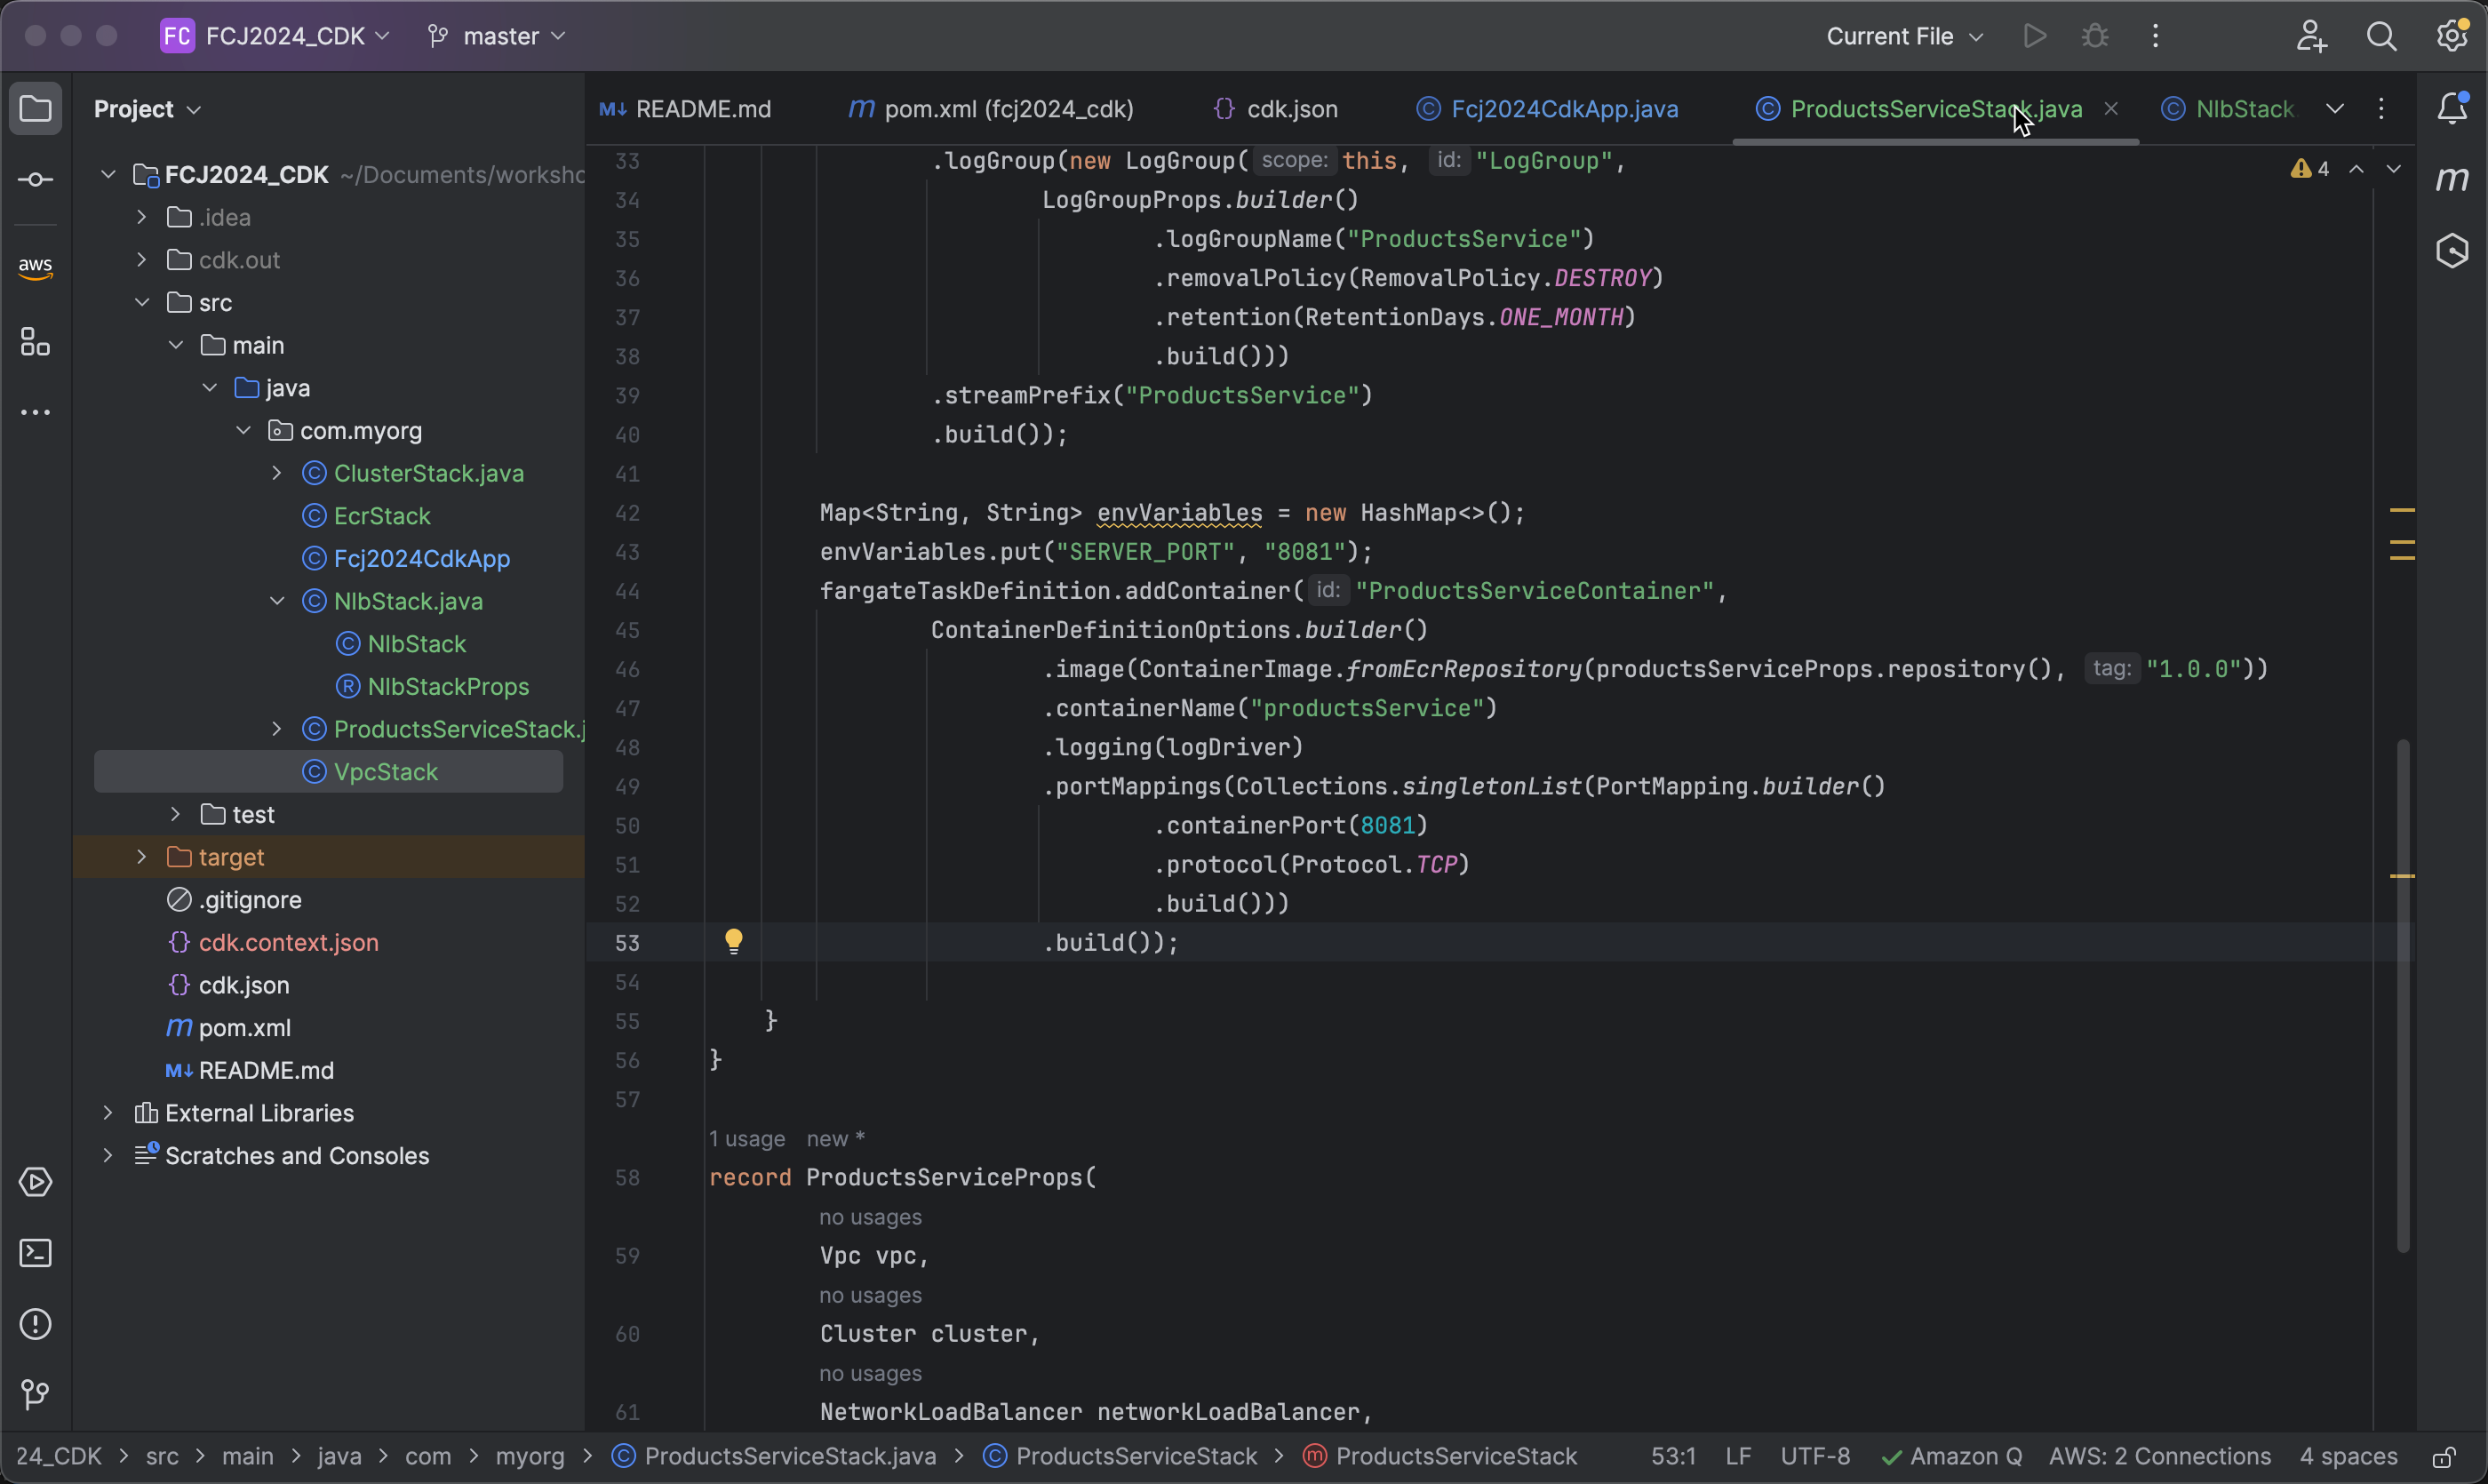 FC FCJ2024_CDK master Current File
Project
README.md pom.xml (fcj2024_cdk) cdk.json Fcj2024CdkApp.java ProductsServiceStack.java NlbStack
FCJ2024_CDK ~/Documents/worksho
.idea
cdk.out
src
main
java
com.myorg
ClusterStack.java
EcrStack
Fcj2024CdkApp
NlbStack.java
NlbStack
NlbStackProps
ProductsServiceStack.j
VpcStack
test
target
.gitignore
cdk.context.json
cdk.json
pom.xml
README.md
External Libraries
Scratches and Consoles
aws
4
33 .logGroup(new LogGroup( scope: this, id: "LogGroup",
34 LogGroupProps.builder()
35 .logGroupName("ProductsService")
36 .removalPolicy(RemovalPolicy.DESTROY)
37 .retention(RetentionDays.ONE_MONTH)
38 .build()))
39 .streamPrefix("ProductsService")
40 .build());
41
42 Map<String, String> envVariables = new HashMap<>();
43 envVariables.put("SERVER_PORT", "8081");
44 fargateTaskDefinition.addContainer( id: "ProductsServiceContainer",
45 ContainerDefinitionOptions.builder()
46 .image(ContainerImage.fromEcrRepository(productsServiceProps.repository(), tag: "1.0.0"))
47 .containerName("productsService")
48 .logging(logDriver)
49 .portMappings(Collections.singletonList(PortMapping.builder()
50 .containerPort(8081)
51 .protocol(Protocol.TCP)
52 .build()))
53 .build());
54
55 }
56 }
57
1 usage new *
58 record ProductsServiceProps(
no usages
59 Vpc vpc,
no usages
60 Cluster cluster,
no usages
61 NetworkLoadBalancer networkLoadBalancer,
24_CDK > src > main > java > com > myorg > ProductsServiceStack.java > ProductsServiceStack > ProductsServiceStack 53:1 LF UTF-8 Amazon Q AWS: 2 Connections 4 spaces